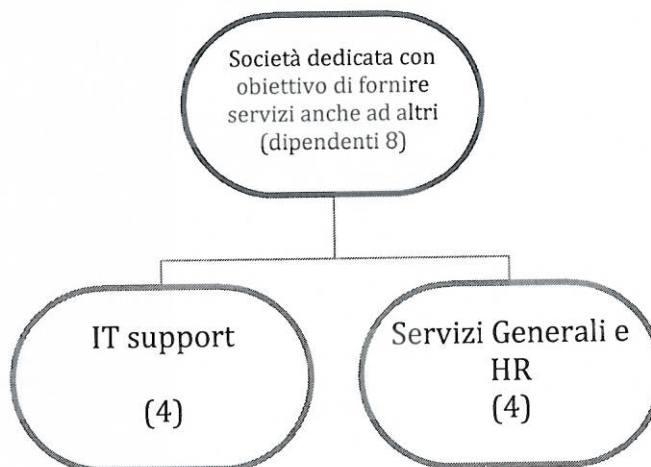 Società dedicata con
obiettivo di fornire
servizi anche ad altri
(dipendenti 8)
IT support
(4)
Servizi Generali e
HR
(4)